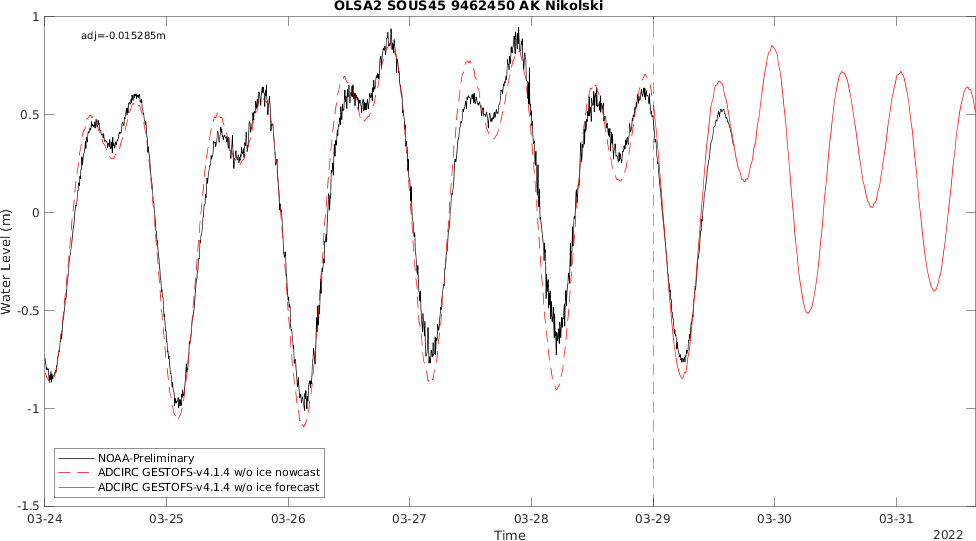 OLSA2 SOUS45 9462450 AK Nikolski
adj=-0.015285m
1
0.5
0
-0.5
-1
-1.5
Water Level (m)
NOAA-Preliminary
ADCIRC GESTOFS-v4.1.4 w/o ice nowcast
ADCIRC GESTOFS-v4.1.4 w/o ice forecast
03-24 03-25 03-26 03-27 03-28 03-29 03-30 03-31
Time
2022